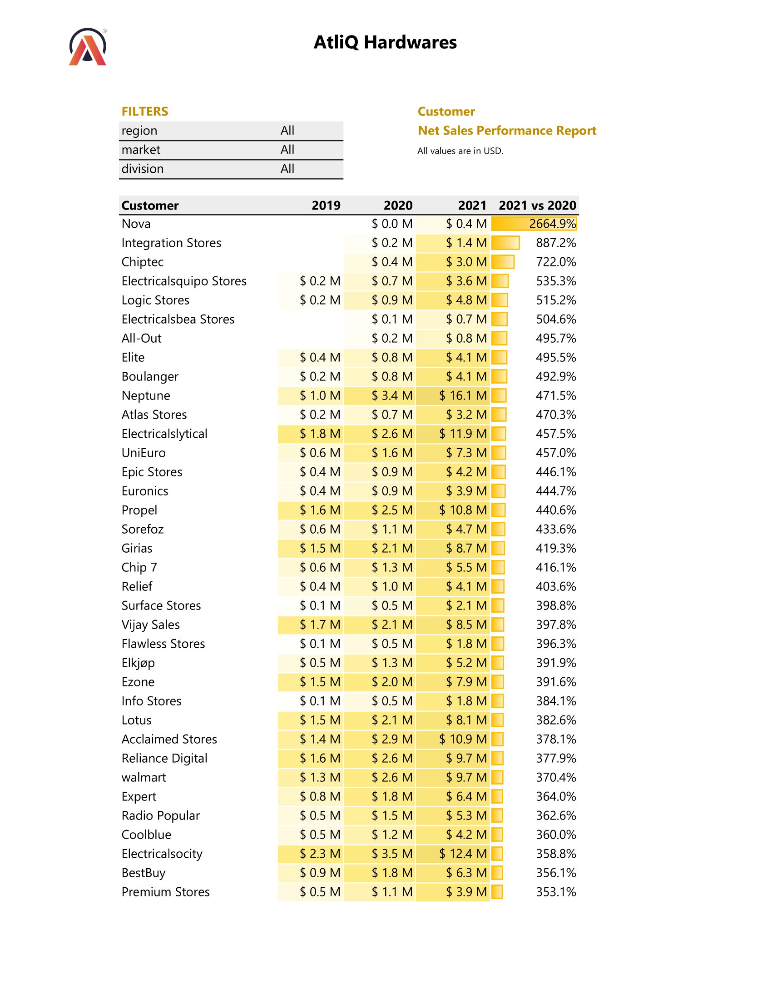 ®
AtliQ Hardwares
FILTERS Customer
region All Net Sales Performance Report
market All All values are in USD.
division All
Customer 2019 2020 2021 2021 vs 2020
Nova $ 0.0 M $ 0.4 M 2664.9%
Integration Stores $ 0.2 M $ 1.4 M 887.2%
Chiptec $ 0.4 M $ 3.0 M 722.0%
Electricalsquipo Stores $ 0.2 M $ 0.7 M $ 3.6 M 535.3%
Logic Stores $ 0.2 M $ 0.9 M $ 4.8 M 515.2%
Electricalsbea Stores $ 0.1 M $ 0.7 M 504.6%
All-Out $ 0.2 M $ 0.8 M 495.7%
Elite $ 0.4 M $ 0.8 M $ 4.1 M 495.5%
Boulanger $ 0.2 M $ 0.8 M $ 4.1 M 492.9%
Neptune $ 1.0 M $ 3.4 M $ 16.1 M 471.5%
Atlas Stores $ 0.2 M $ 0.7 M $ 3.2 M 470.3%
Electricalslytical $ 1.8 M $ 2.6 M $ 11.9 M 457.5%
UniEuro $ 0.6 M $ 1.6 M $ 7.3 M 457.0%
Epic Stores $ 0.4 M $ 0.9 M $ 4.2 M 446.1%
Euronics $ 0.4 M $ 0.9 M $ 3.9 M 444.7%
Propel $ 1.6 M $ 2.5 M $ 10.8 M 440.6%
Sorefoz $ 0.6 M $ 1.1 M $ 4.7 M 433.6%
Girias $ 1.5 M $ 2.1 M $ 8.7 M 419.3%
Chip 7 $ 0.6 M $ 1.3 M $ 5.5 M 416.1%
Relief $ 0.4 M $ 1.0 M $ 4.1 M 403.6%
Surface Stores $ 0.1 M $ 0.5 M $ 2.1 M 398.8%
Vijay Sales $ 1.7 M $ 2.1 M $ 8.5 M 397.8%
Flawless Stores $ 0.1 M $ 0.5 M $ 1.8 M 396.3%
Elkjøp $ 0.5 M $ 1.3 M $ 5.2 M 391.9%
Ezone $ 1.5 M $ 2.0 M $ 7.9 M 391.6%
Info Stores $ 0.1 M $ 0.5 M $ 1.8 M 384.1%
Lotus $ 1.5 M $ 2.1 M $ 8.1 M 382.6%
Acclaimed Stores $ 1.4 M $ 2.9 M $ 10.9 M 378.1%
Reliance Digital $ 1.6 M $ 2.6 M $ 9.7 M 377.9%
walmart $ 1.3 M $ 2.6 M $ 9.7 M 370.4%
Expert $ 0.8 M $ 1.8 M $ 6.4 M 364.0%
Radio Popular $ 0.5 M $ 1.5 M $ 5.3 M 362.6%
Coolblue $ 0.5 M $ 1.2 M $ 4.2 M 360.0%
Electricalsocity $ 2.3 M $ 3.5 M $ 12.4 M 358.8%
BestBuy $ 0.9 M $ 1.8 M $ 6.3 M 356.1%
Premium Stores $ 0.5 M $ 1.1 M $ 3.9 M 353.1%